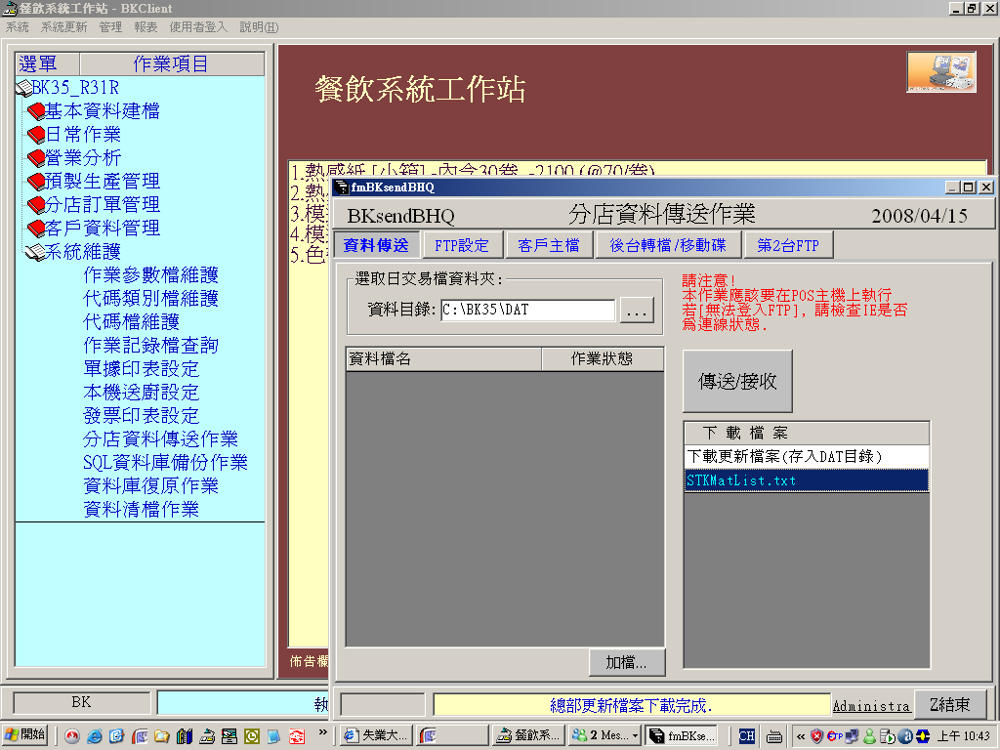 餐飲系統工作站 - BKClient
系統 系統更新 管理 報表 使用者登入 說明(H)
選單 作業項目
BK35_R31R
基本資料建檔
日常作業
營業分析
預製生產管理
分店訂單管理
客戶資料管理
系統維護
作業參數檔維護
代碼類別檔維護
代碼檔維護
作業記錄檔查詢
單據印表設定
本機送廚設定
發票印表設定
分店資料傳送作業
SQL資料庫備份作業
資料庫復原作業
資料清檔作業
餐飲系統工作站
1.熱感紙 [小箱] -內含30卷 -2100 (@70/卷)
2.熱
3.模
4.模
5.色
佈告欄
fmBKsendBHQ
BKsendBHQ 分店資料傳送作業 2008/04/15
資料傳送 FTP設定 客戶主檔 後台轉檔/移動碟 第2台FTP
選取日交易檔資料夾:
資料目錄: C:\BK35\DAT ...
請注意!
本作業應該要在POS主機上執行
若[無法登入FTP], 請檢查IE是否
為連線狀態.
資料檔名 作業狀態
傳送/接收
下 載 檔 案
下載更新檔案(存入DAT目錄)
STKMatList.txt
加檔...
BK 執
總部更新檔案下載完成. Administra Z結束
開始 » 失業大... 餐飲系... 2 Mes... fmBKse... CH « 上午 10:43